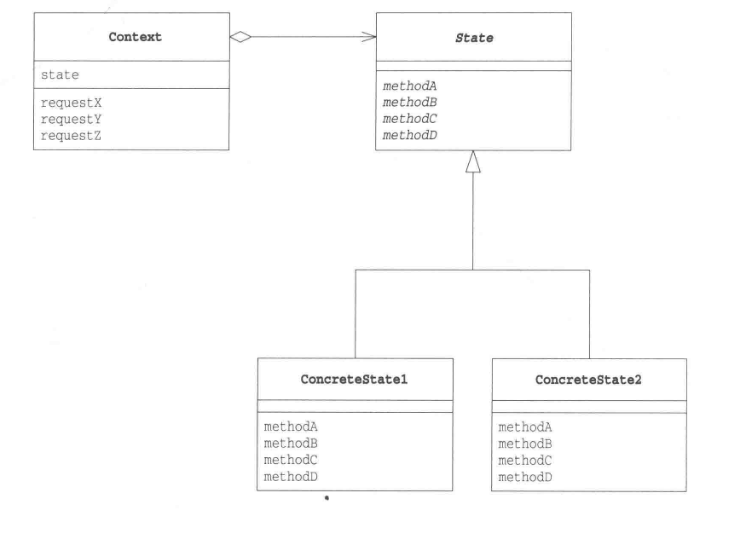 Context
state
requestX
requestY
requestZ
State
methodA
methodB
methodC
methodD
ConcreteState1
methodA
methodB
methodC
methodD
ConcreteState2
methodA
methodB
methodC
methodD